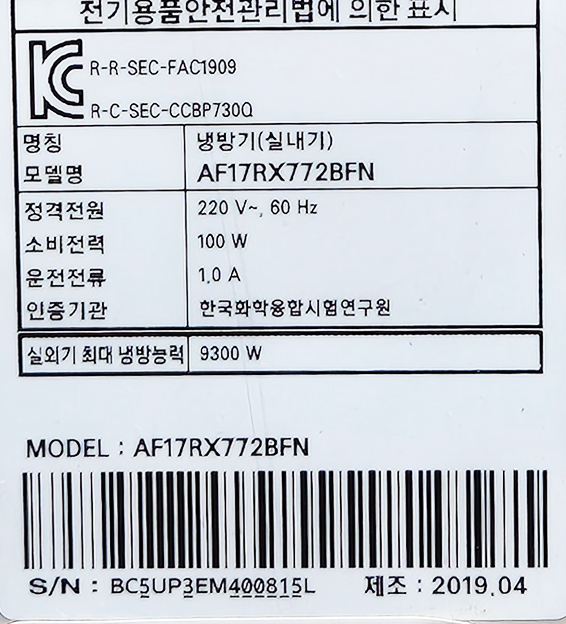 전기용품안전관리법에 의한 표시
R-R-SEC-FAC1909
R-C-SEC-CCBP730Q
명칭 냉방기(실내기)
모델명 AF17RX772BFN
정격전원 220 V~, 60 Hz
소비전력 100 W
운전전류 1.0 A
인증기관 한국화학융합시험연구원
실외기 최대 냉방능력 9300 W
MODEL : AF17RX772BFN
S/N : BC5UP3EM400815L 제조 : 2019.04